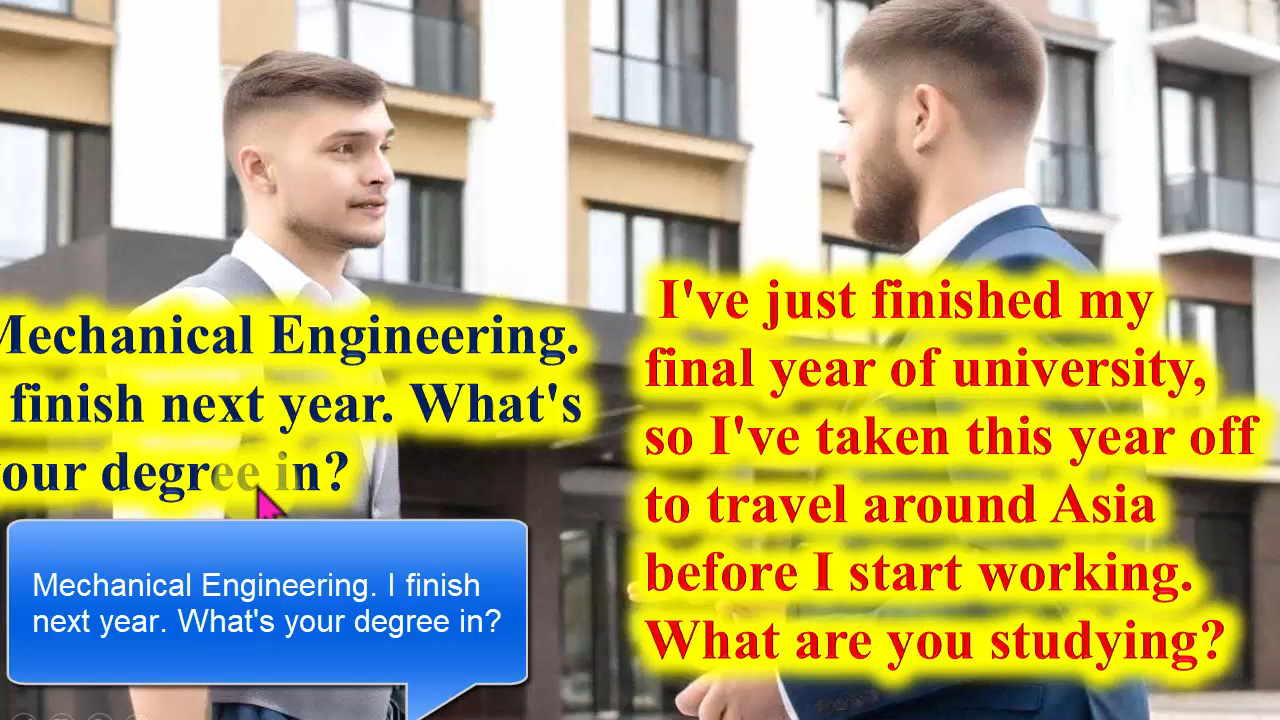 I've just finished my
final year of university,
so I've taken this year off
to travel around Asia
before I start working.
What are you studying?
Mechanical Engineering.
finish next year. What's
your degree in?
Mechanical Engineering. I finish
next year. What's your degree in?